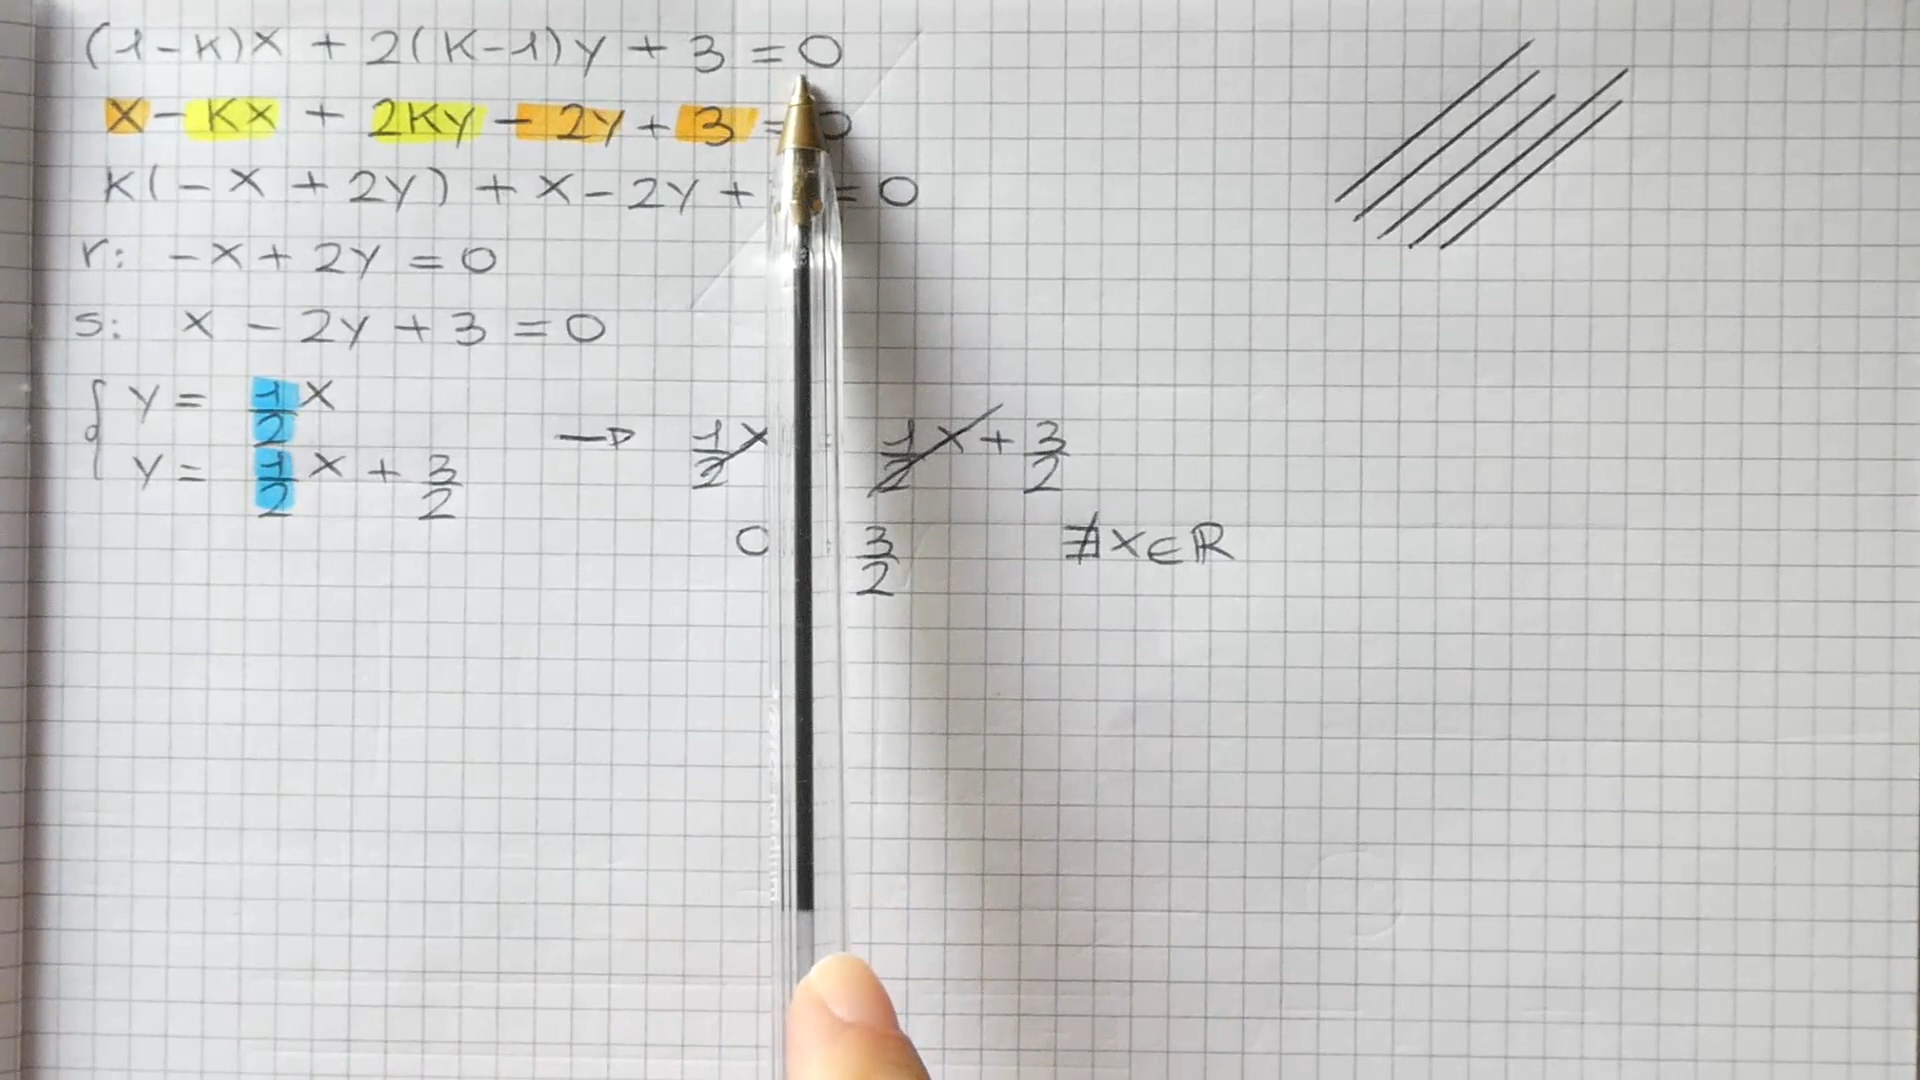 (1-K)x + 2(K-1)y + 3 = 0
x - Kx + 2Ky - 2y + 3 = 0
K(-x + 2y) + x - 2y + = 0
r: -x + 2y = 0
s: x - 2y + 3 = 0
{ y = 1/2 x
y = 1/2 x + 3/2
→ 1/2 x 1/2 x + 3/2
0 3/2 ∄x∈ℝ